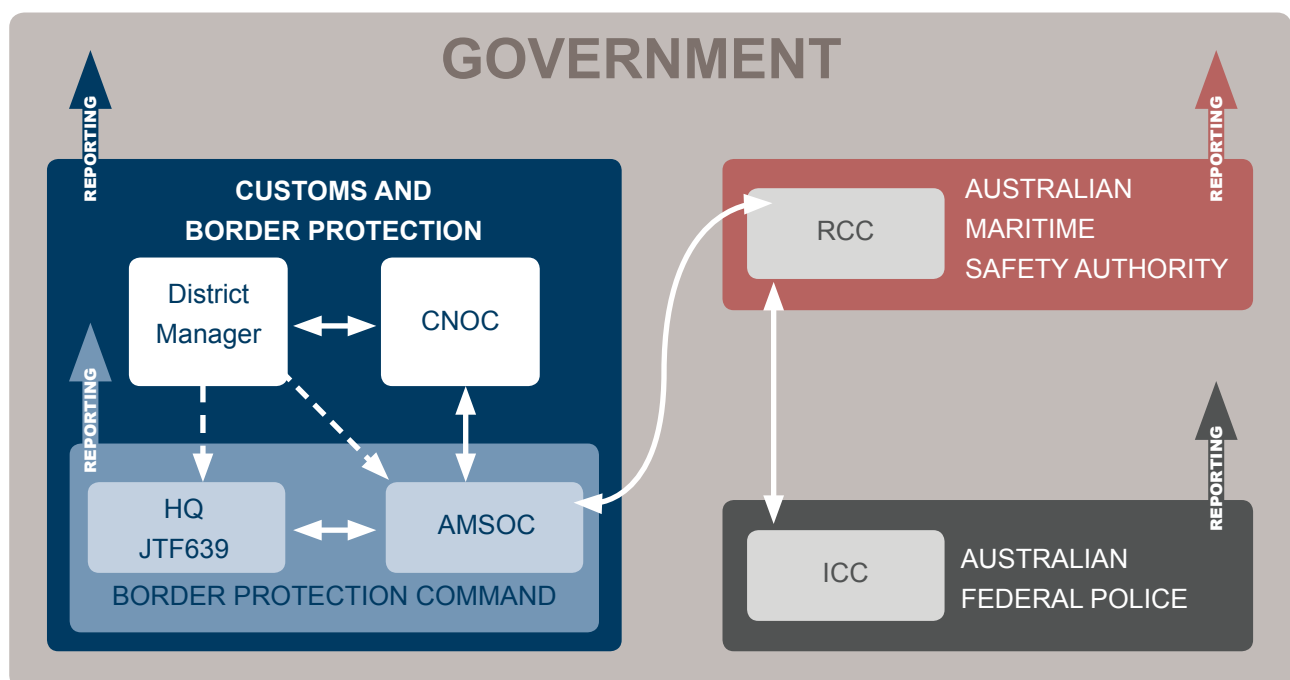 GOVERNMENT
REPORTING
CUSTOMS AND
BORDER PROTECTION
District
Manager
CNOC
REPORTING
HQ
JTF639
AMSOC
BORDER PROTECTION COMMAND
REPORTING
RCC
AUSTRALIAN
MARITIME
SAFETY AUTHORITY
REPORTING
ICC
AUSTRALIAN
FEDERAL POLICE